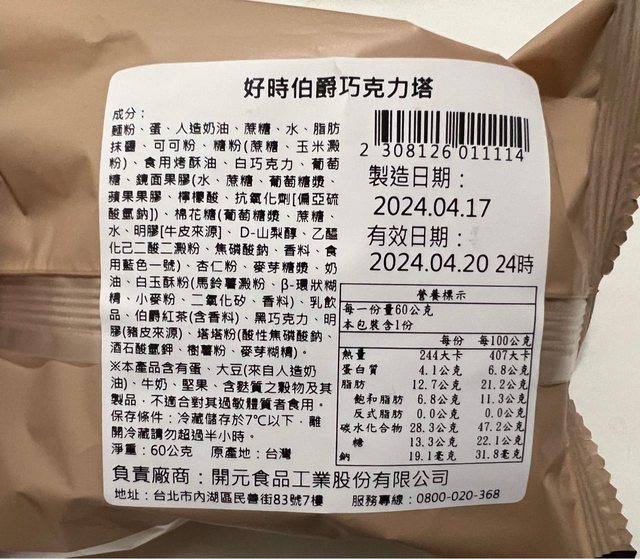 好時伯爵巧克力塔
成分：
麵粉、蛋、人造奶油、蔗糖、水、脂肪
抹醬、可可粉、糖粉(蔗糖、玉米澱
粉)、食用烤酥油、白巧克力、葡萄
糖、鏡面果膠(水、蔗糖、葡萄糖漿、
蘋果果膠、檸檬酸、抗氧化劑[偏亞硫
酸氫鈉])、棉花糖(葡萄糖漿、蔗糖、
水、明膠[牛皮來源]、D-山梨醇、乙醯
化己二酸二澱粉、焦磷酸鈉、香料、食
用藍色一號)、杏仁粉、麥芽糖漿、奶
油、白玉酥粉(馬鈴薯澱粉、β-環狀糊
精、小麥粉、二氧化矽、香料)、乳飲
品、伯爵紅茶(含香料)、黑巧克力、明
膠(豬皮來源)、塔塔粉(酸性焦磷酸鈉、
酒石酸氫鉀、樹薯粉、麥芽糊精)。
※本產品含有蛋、大豆(來自人造奶
油)、牛奶、堅果、含麩質之穀物及其
製品，不適合對其過敏體質者食用。
保存條件：冷藏儲存於7℃以下，離
開冷藏請勿超過半小時。
淨重：60公克 原產地：台灣
2 308126 011114
製造日期：
2024.04.17
有效日期：
2024.04.20 24時
營養標示
每一份量60公克
本包裝含1份
每份 每100公克
熱量 244大卡 407大卡
蛋白質 4.1公克 6.8公克
脂肪 12.7公克 21.2公克
飽和脂肪 6.8公克 11.3公克
反式脂肪 0.0公克 0.0公克
碳水化合物 28.3公克 47.2公克
糖 13.3公克 22.1公克
鈉 19.1毫克 31.8毫克
負責廠商：開元食品工業股份有限公司
地址：台北市內湖區民善街83號7樓 服務專線：0800-020-368